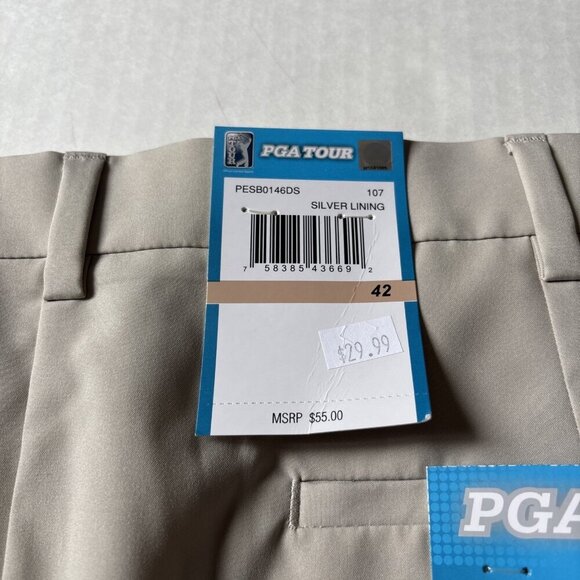 PGA TOUR
PESB0146DS 107
SILVER LINING
7 58385 43669 2
42
$29.99
MSRP $55.00
PGA